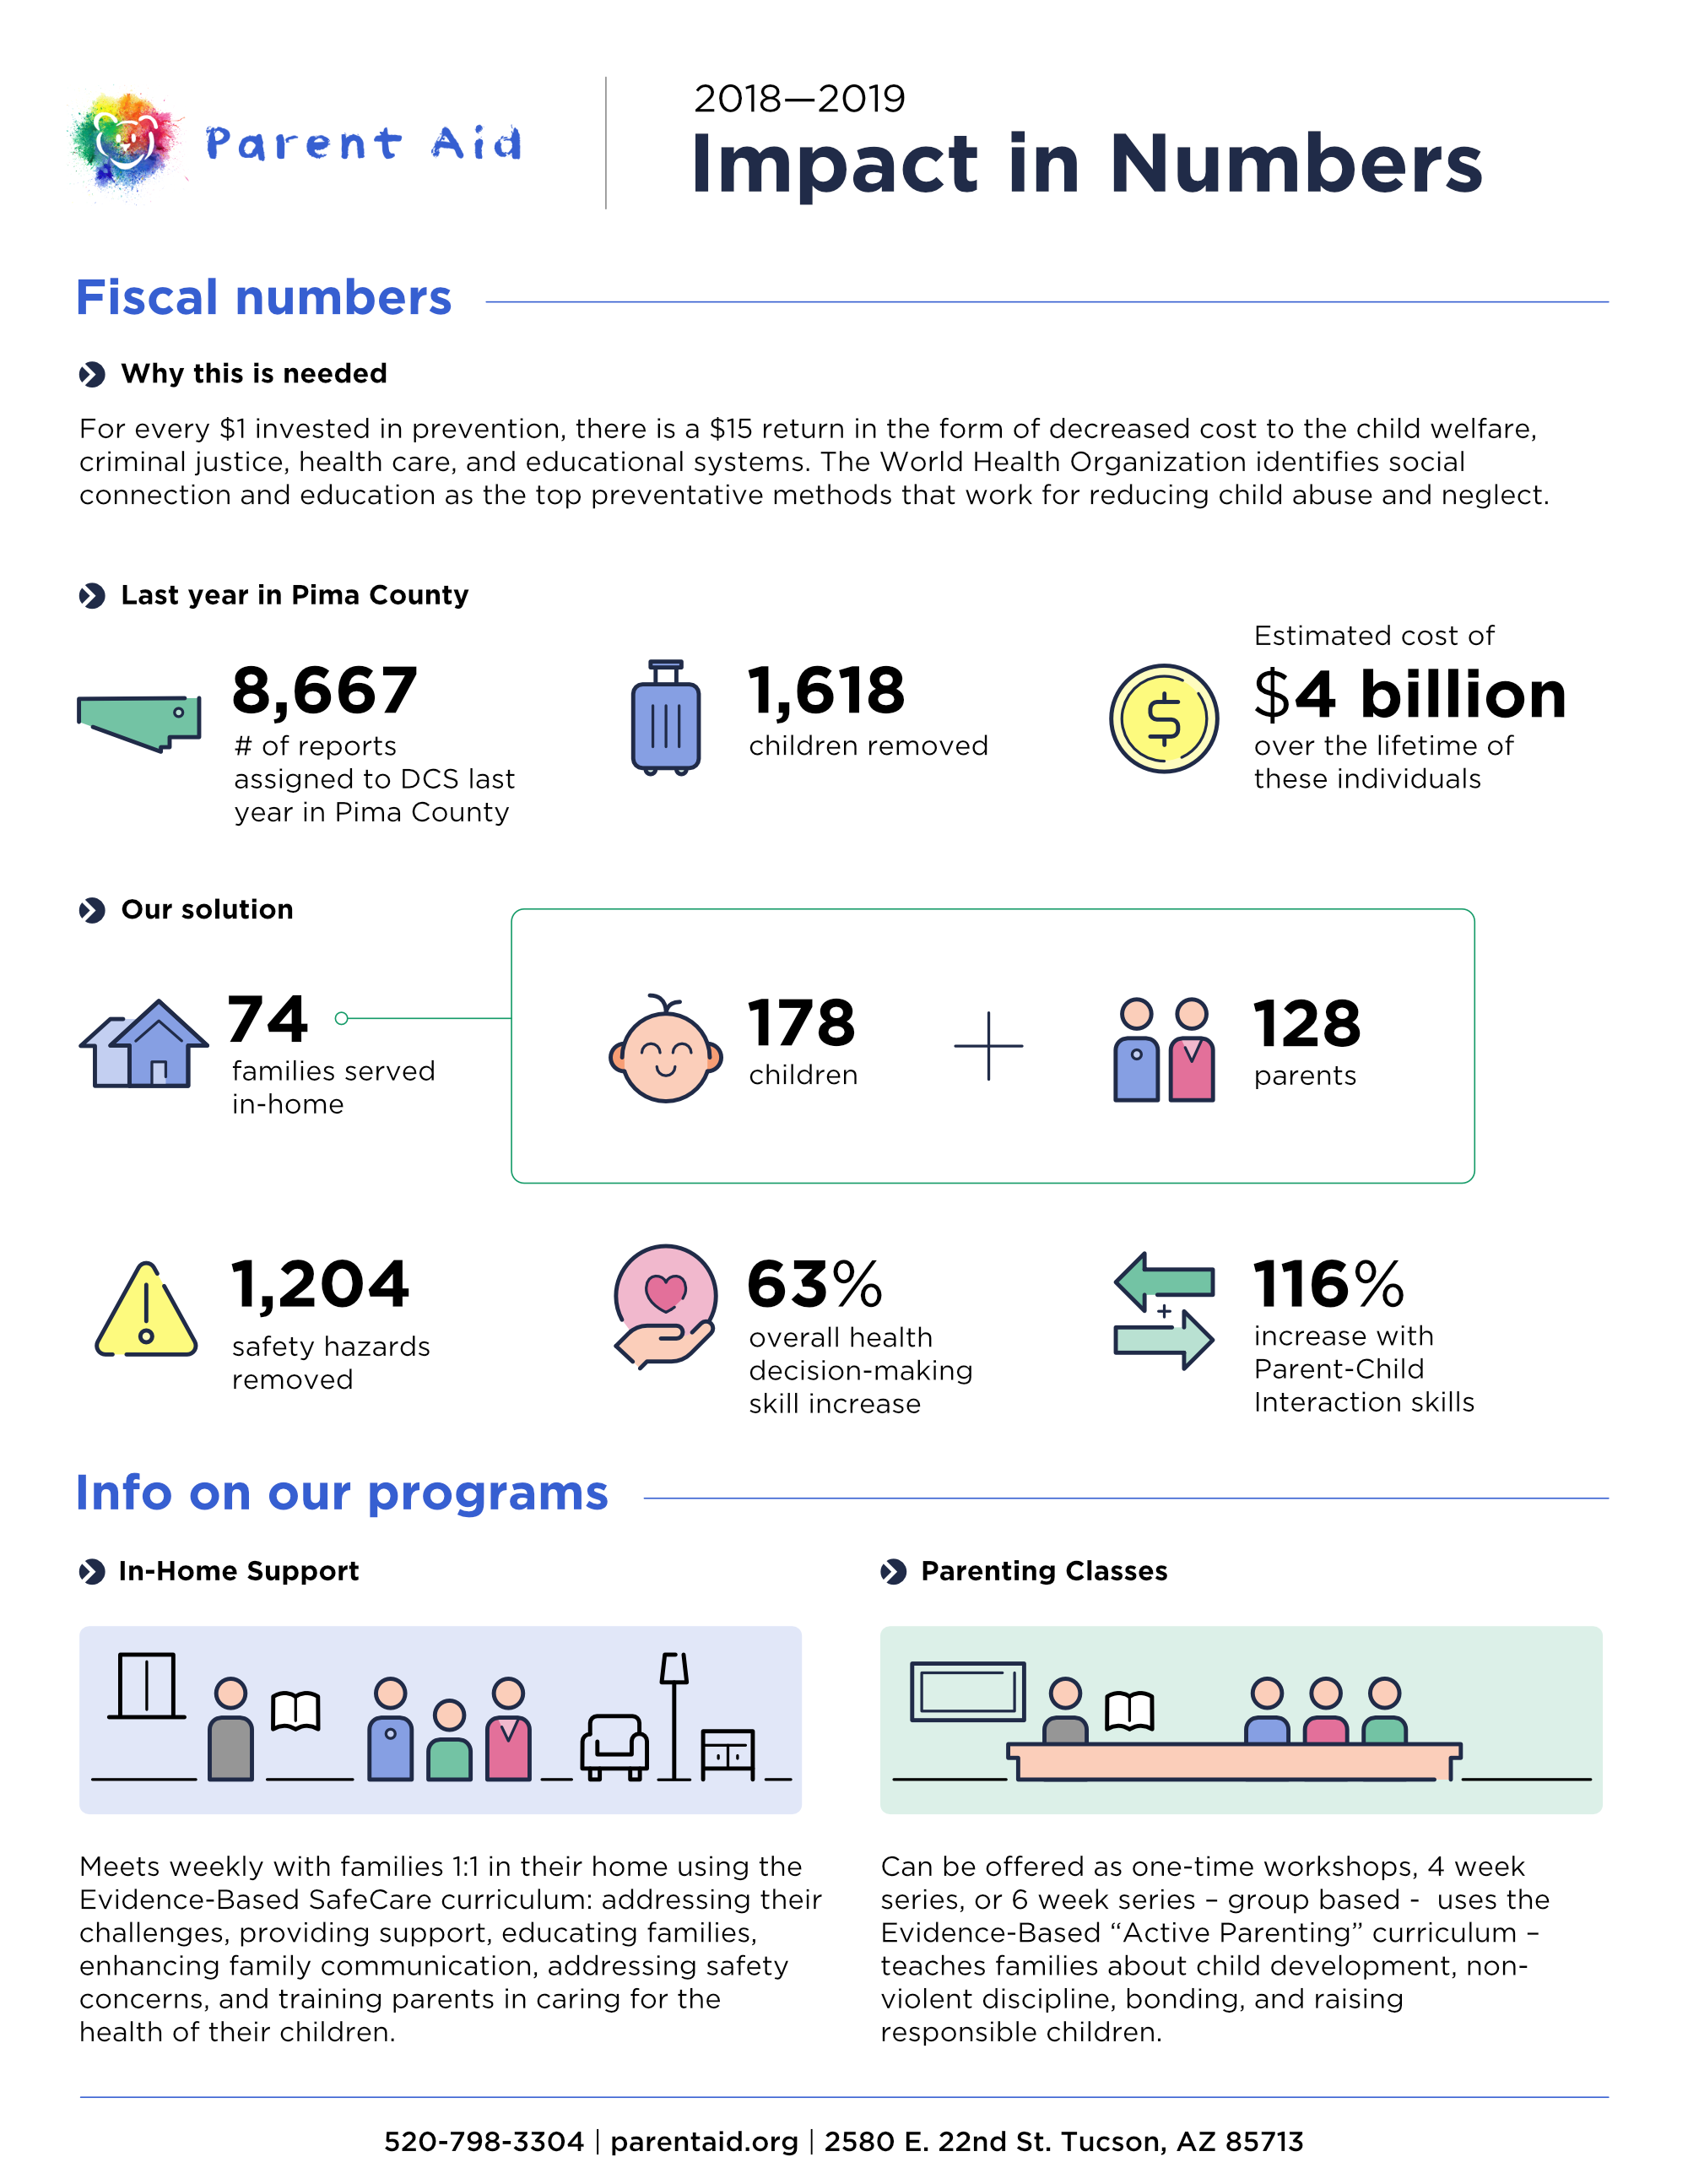 Parent Aid
2018—2019
Impact in Numbers
Fiscal numbers
Why this is needed
For every $1 invested in prevention, there is a $15 return in the form of decreased cost to the child welfare,
criminal justice, health care, and educational systems. The World Health Organization identifies social
connection and education as the top preventative methods that work for reducing child abuse and neglect.
Last year in Pima County
8,667
# of reports
assigned to DCS last
year in Pima County
1,618
children removed
Estimated cost of
$4 billion
over the lifetime of
these individuals
Our solution
74
families served
in-home
178
children
128
parents
1,204
safety hazards
removed
63%
overall health
decision-making
skill increase
116%
increase with
Parent-Child
Interaction skills
Info on our programs
In-Home Support
Meets weekly with families 1:1 in their home using the
Evidence-Based SafeCare curriculum: addressing their
challenges, providing support, educating families,
enhancing family communication, addressing safety
concerns, and training parents in caring for the
health of their children.
Parenting Classes
Can be offered as one-time workshops, 4 week
series, or 6 week series – group based -  uses the
Evidence-Based “Active Parenting” curriculum –
teaches families about child development, non-
violent discipline, bonding, and raising
responsible children.
520-798-3304 | parentaid.org | 2580 E. 22nd St. Tucson, AZ 85713